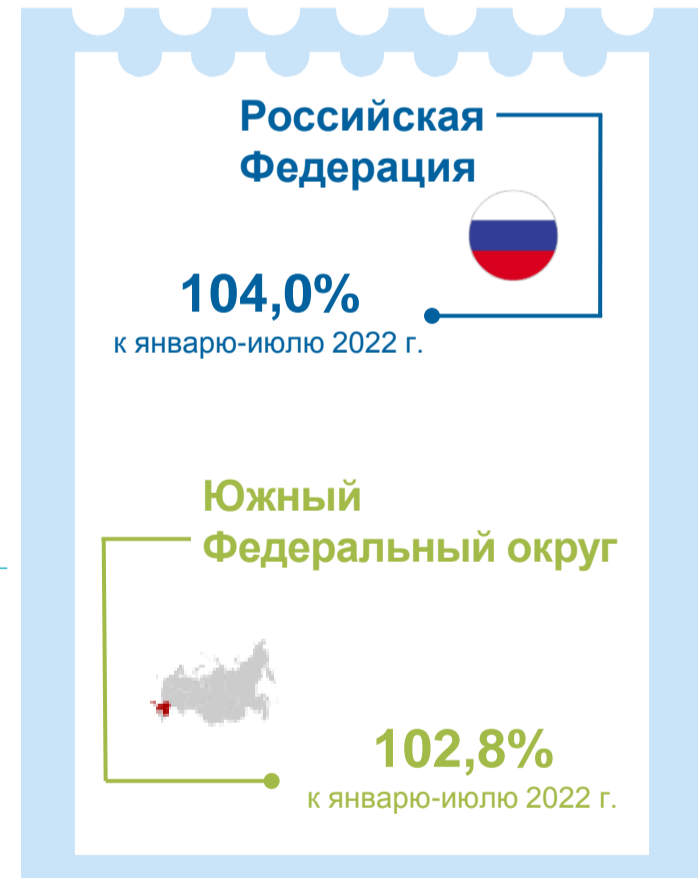 Российская
Федерация
104,0%
к январю-июлю 2022 г.
Южный
Федеральный округ
102,8%
к январю-июлю 2022 г.